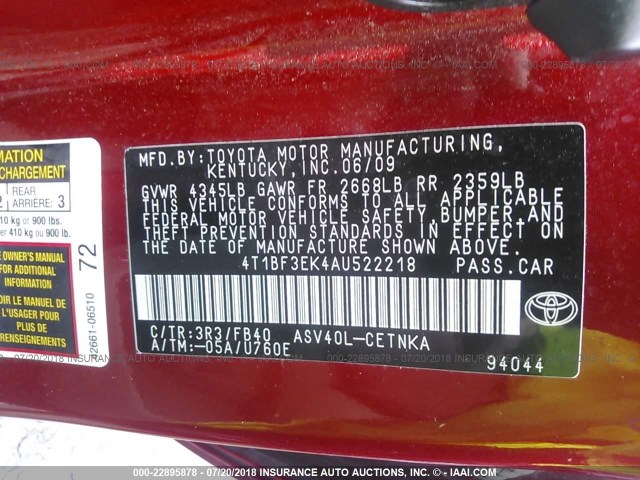 MFD.BY:TOYOTA MOTOR MANUFACTURING,
KENTUCKY,INC.06/09
GVWR 4345LB GAWR FR 2668LB RR 2359LB
THIS VEHICLE CONFORMS TO ALL APPLICABLE
FEDERAL MOTOR VEHICLE SAFETY,BUMPER,AND
THEFT PREVENTION STANDARDS IN EFFECT ON
THE DATE OF MANUFACTURE SHOWN ABOVE.
4T1BF3EK4AU522218 PASS.CAR
C/TR:3R3/FB40 ASV40L-CETNKA
A/TM:-05A/U760E
TOYOTA
94044
REAR
ARRIÈRE: 3
410 kg or 900 lbs.
410 kg ou 900 lb.
OWNER'S MANUAL
FOR ADDITIONAL
INFORMATION
LE MANUEL DE
L'USAGER POUR
PLUS DE
RENSEIGNEMENTS
72
42661-06510
000-22895878 - 07/20/2018 INSURANCE AUTO AUCTIONS, INC. (C) - IAAI.COM